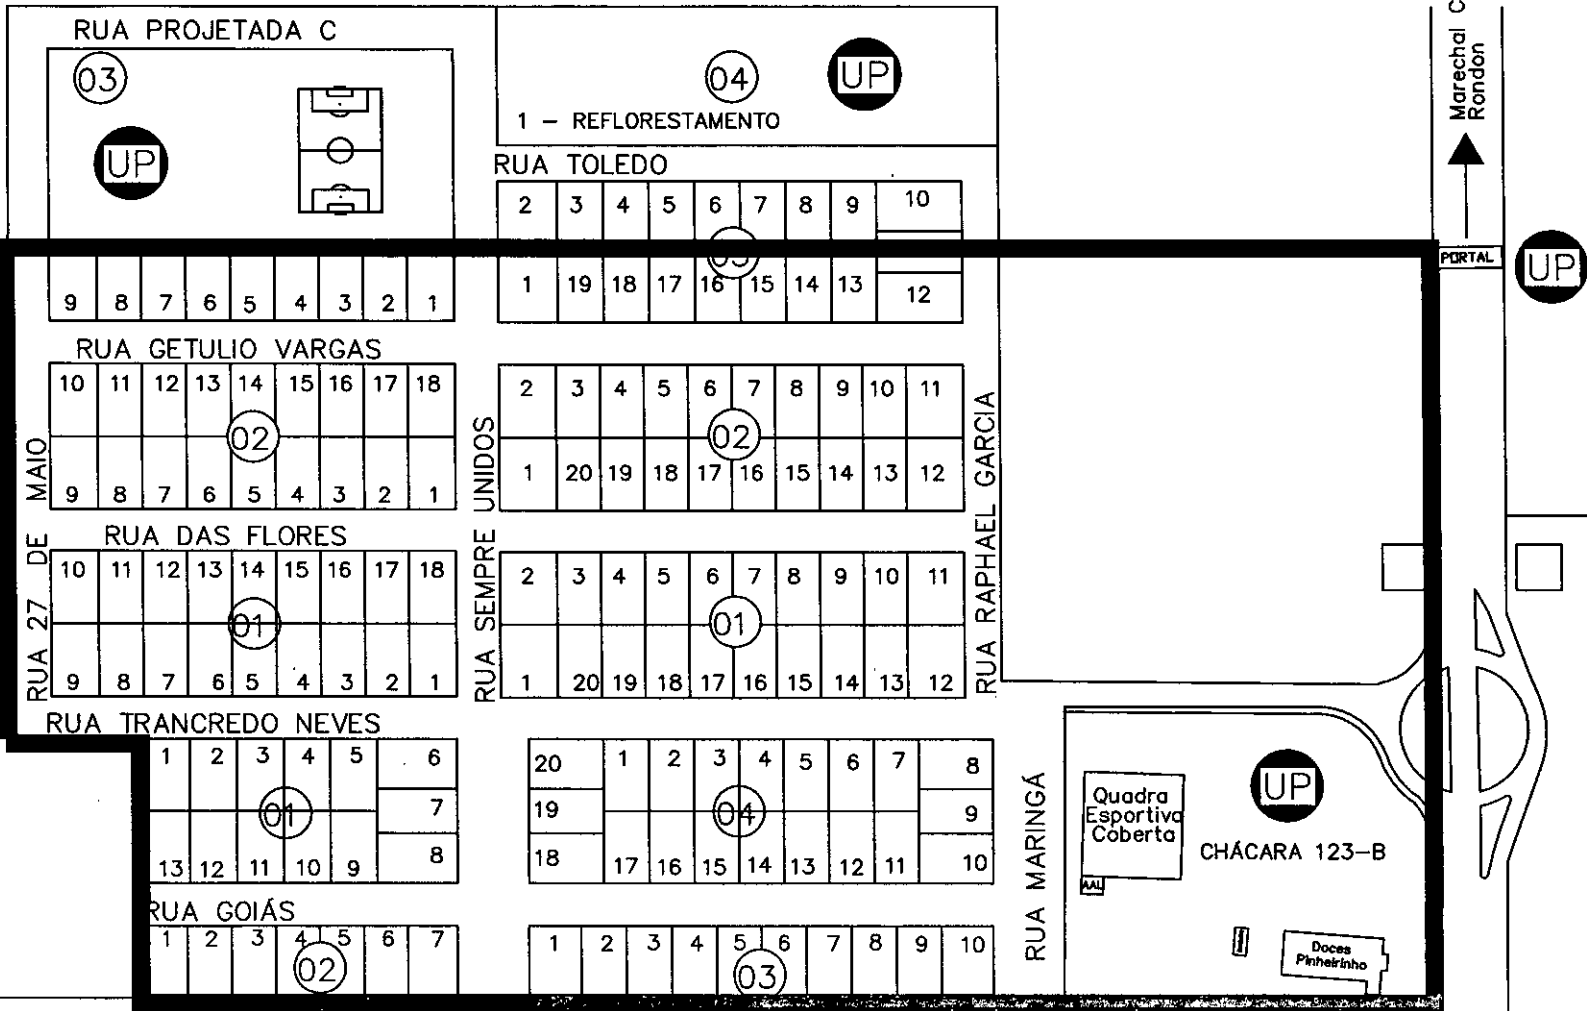 RUA PROJETADA C
03
UP
04
UP
1 - REFLORESTAMENTO
Marechal C
Rondon
RUA TOLEDO
2 3 4 5 6 7 8 9 10
PORTAL
UP
9 8 7 6 5 4 3 2 1
1 19 18 17 16 15 14 13 12
RUA GETULIO VARGAS
10 11 12 13 14 15 16 17 18
02
9 8 7 6 5 4 3 2 1
2 3 4 5 6 7 8 9 10 11
02
1 20 19 18 17 16 15 14 13 12
RUA 27 DE MAIO
RUA SEMPRE UNIDOS
RUA RAPHAEL GARCIA
RUA DAS FLORES
10 11 12 13 14 15 16 17 18
01
9 8 7 6 5 4 3 2 1
2 3 4 5 6 7 8 9 10 11
01
1 20 19 18 17 16 15 14 13 12
RUA TRANCREDO NEVES
1 2 3 4 5 6
01
7
13 12 11 10 9 8
20 1 2 3 4 5 6 7 8
19
04
9
18 17 16 15 14 13 12 11 10
RUA MARINGÁ
Quadra
Esportiva
Coberta
AAL
UP
CHÁCARA 123-B
RUA GOIÁS
1 2 3 4 5 6 7
02
1 2 3 4 5 6 7 8 9 10
03
Doces
Pinheirinho